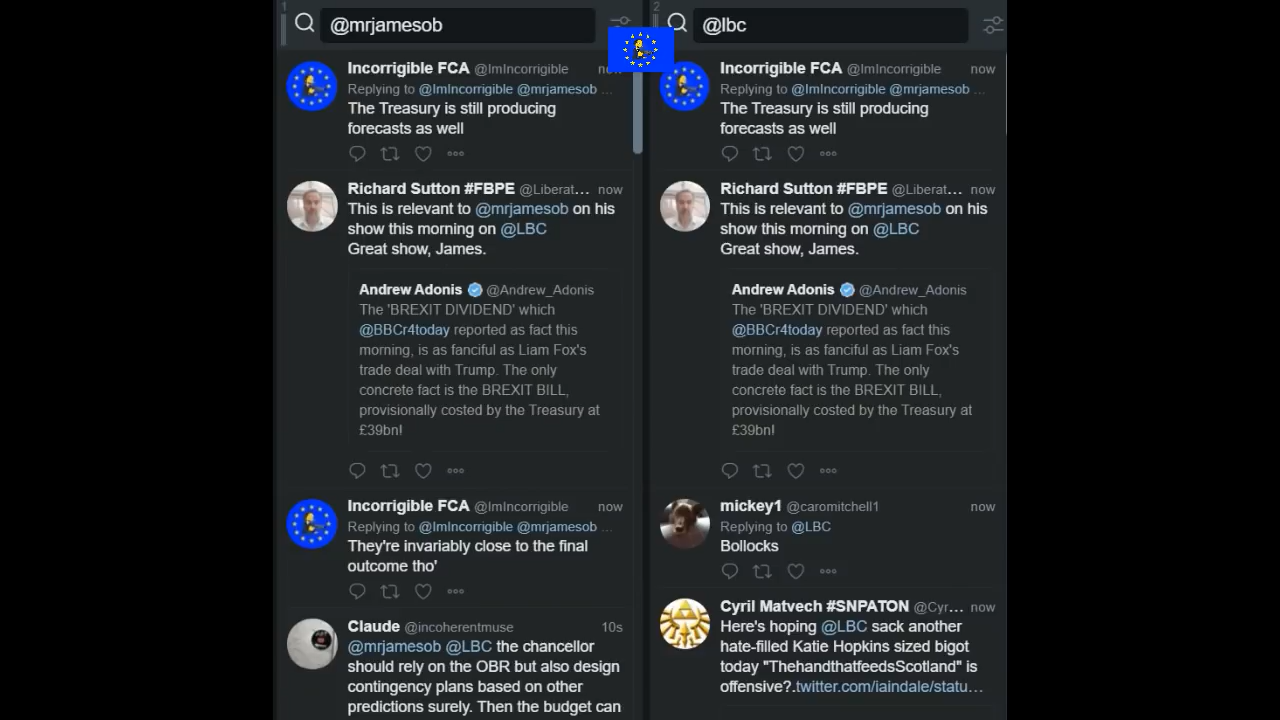 1
@mrjamesob
Incorrigible FCA @ImIncorrigible now
Replying to @ImIncorrigible @mrjamesob ...
The Treasury is still producing
forecasts as well
Richard Sutton #FBPE @Liberat... now
This is relevant to @mrjamesob on his
show this morning on @LBC
Great show, James.
Andrew Adonis @Andrew_Adonis
The 'BREXIT DIVIDEND' which
@BBCr4today reported as fact this
morning, is as fanciful as Liam Fox's
trade deal with Trump. The only
concrete fact is the BREXIT BILL,
provisionally costed by the Treasury at
£39bn!
Incorrigible FCA @ImIncorrigible now
Replying to @ImIncorrigible @mrjamesob ...
They're invariably close to the final
outcome tho'
Claude @incoherentmuse 10s
@mrjamesob @LBC the chancellor
should rely on the OBR but also design
contingency plans based on other
predictions surely. Then the budget can
2
@lbc
Incorrigible FCA @ImIncorrigible now
Replying to @ImIncorrigible @mrjamesob ...
The Treasury is still producing
forecasts as well
Richard Sutton #FBPE @Liberat... now
This is relevant to @mrjamesob on his
show this morning on @LBC
Great show, James.
Andrew Adonis @Andrew_Adonis
The 'BREXIT DIVIDEND' which
@BBCr4today reported as fact this
morning, is as fanciful as Liam Fox's
trade deal with Trump. The only
concrete fact is the BREXIT BILL,
provisionally costed by the Treasury at
£39bn!
mickey1 @caromitchell1 now
Replying to @LBC
Bollocks
Cyril Matvech #SNPATON @Cyr... now
Here's hoping @LBC sack another
hate-filled Katie Hopkins sized bigot
today "ThehandthatfeedsScotland" is
offensive?.twitter.com/iaindale/statu...